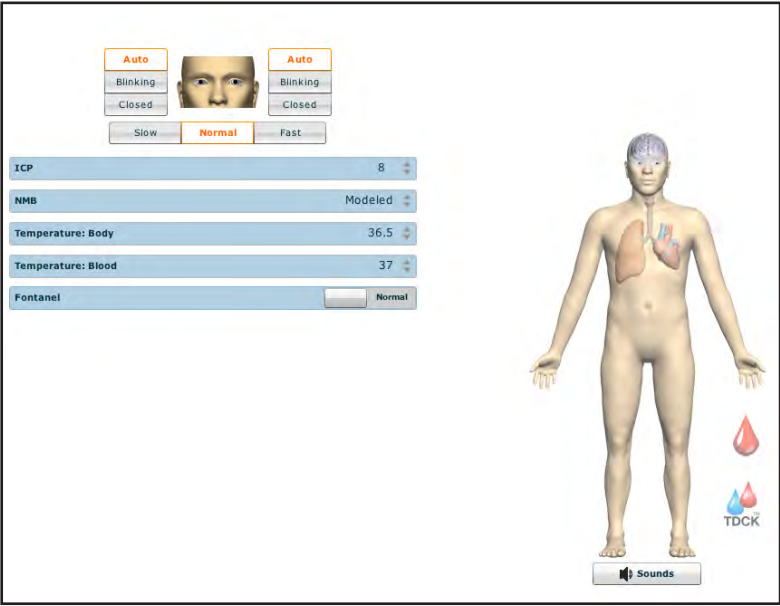 Auto Auto
Blinking Blinking
Closed Closed
Slow Normal Fast
ICP 8
NMB Modeled
Temperature: Body 36.5
Temperature: Blood 37
Fontanel Normal
TDCK™
Sounds